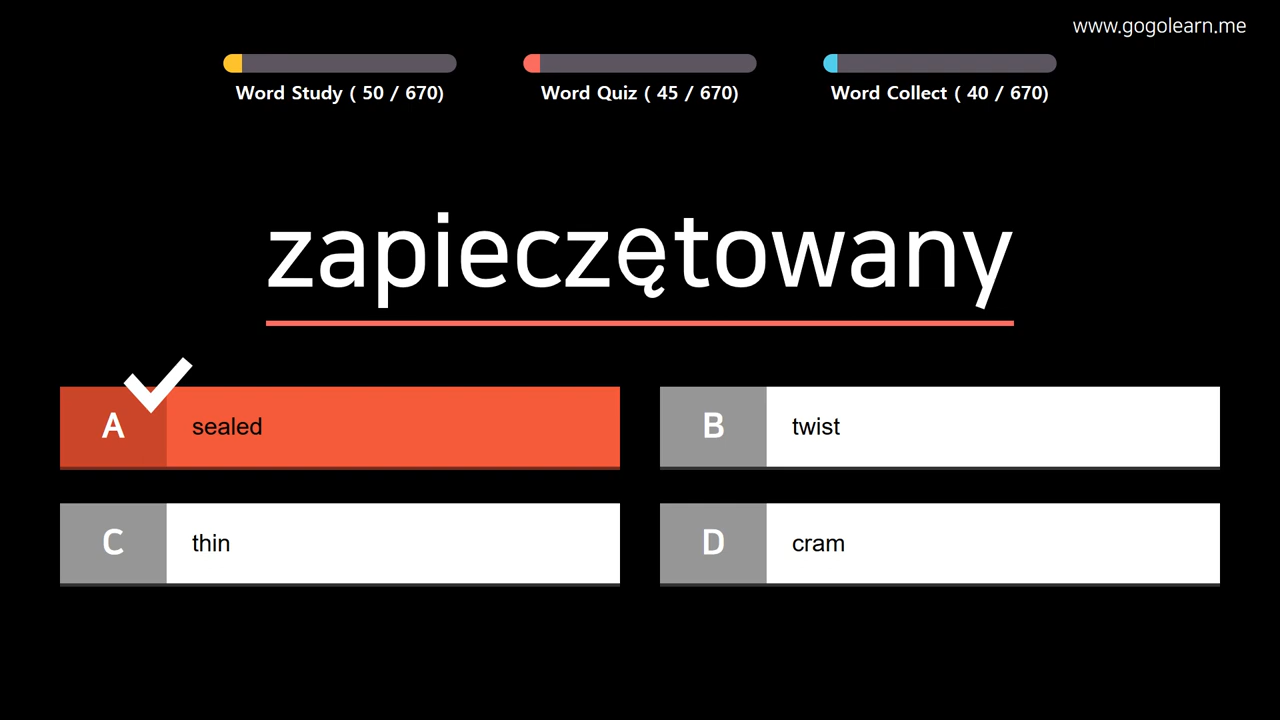 www.gogolearn.me
Word Study ( 50 / 670)
Word Quiz ( 45 / 670)
Word Collect ( 40 / 670)
zapieczętowany
A sealed
B twist
C thin
D cram